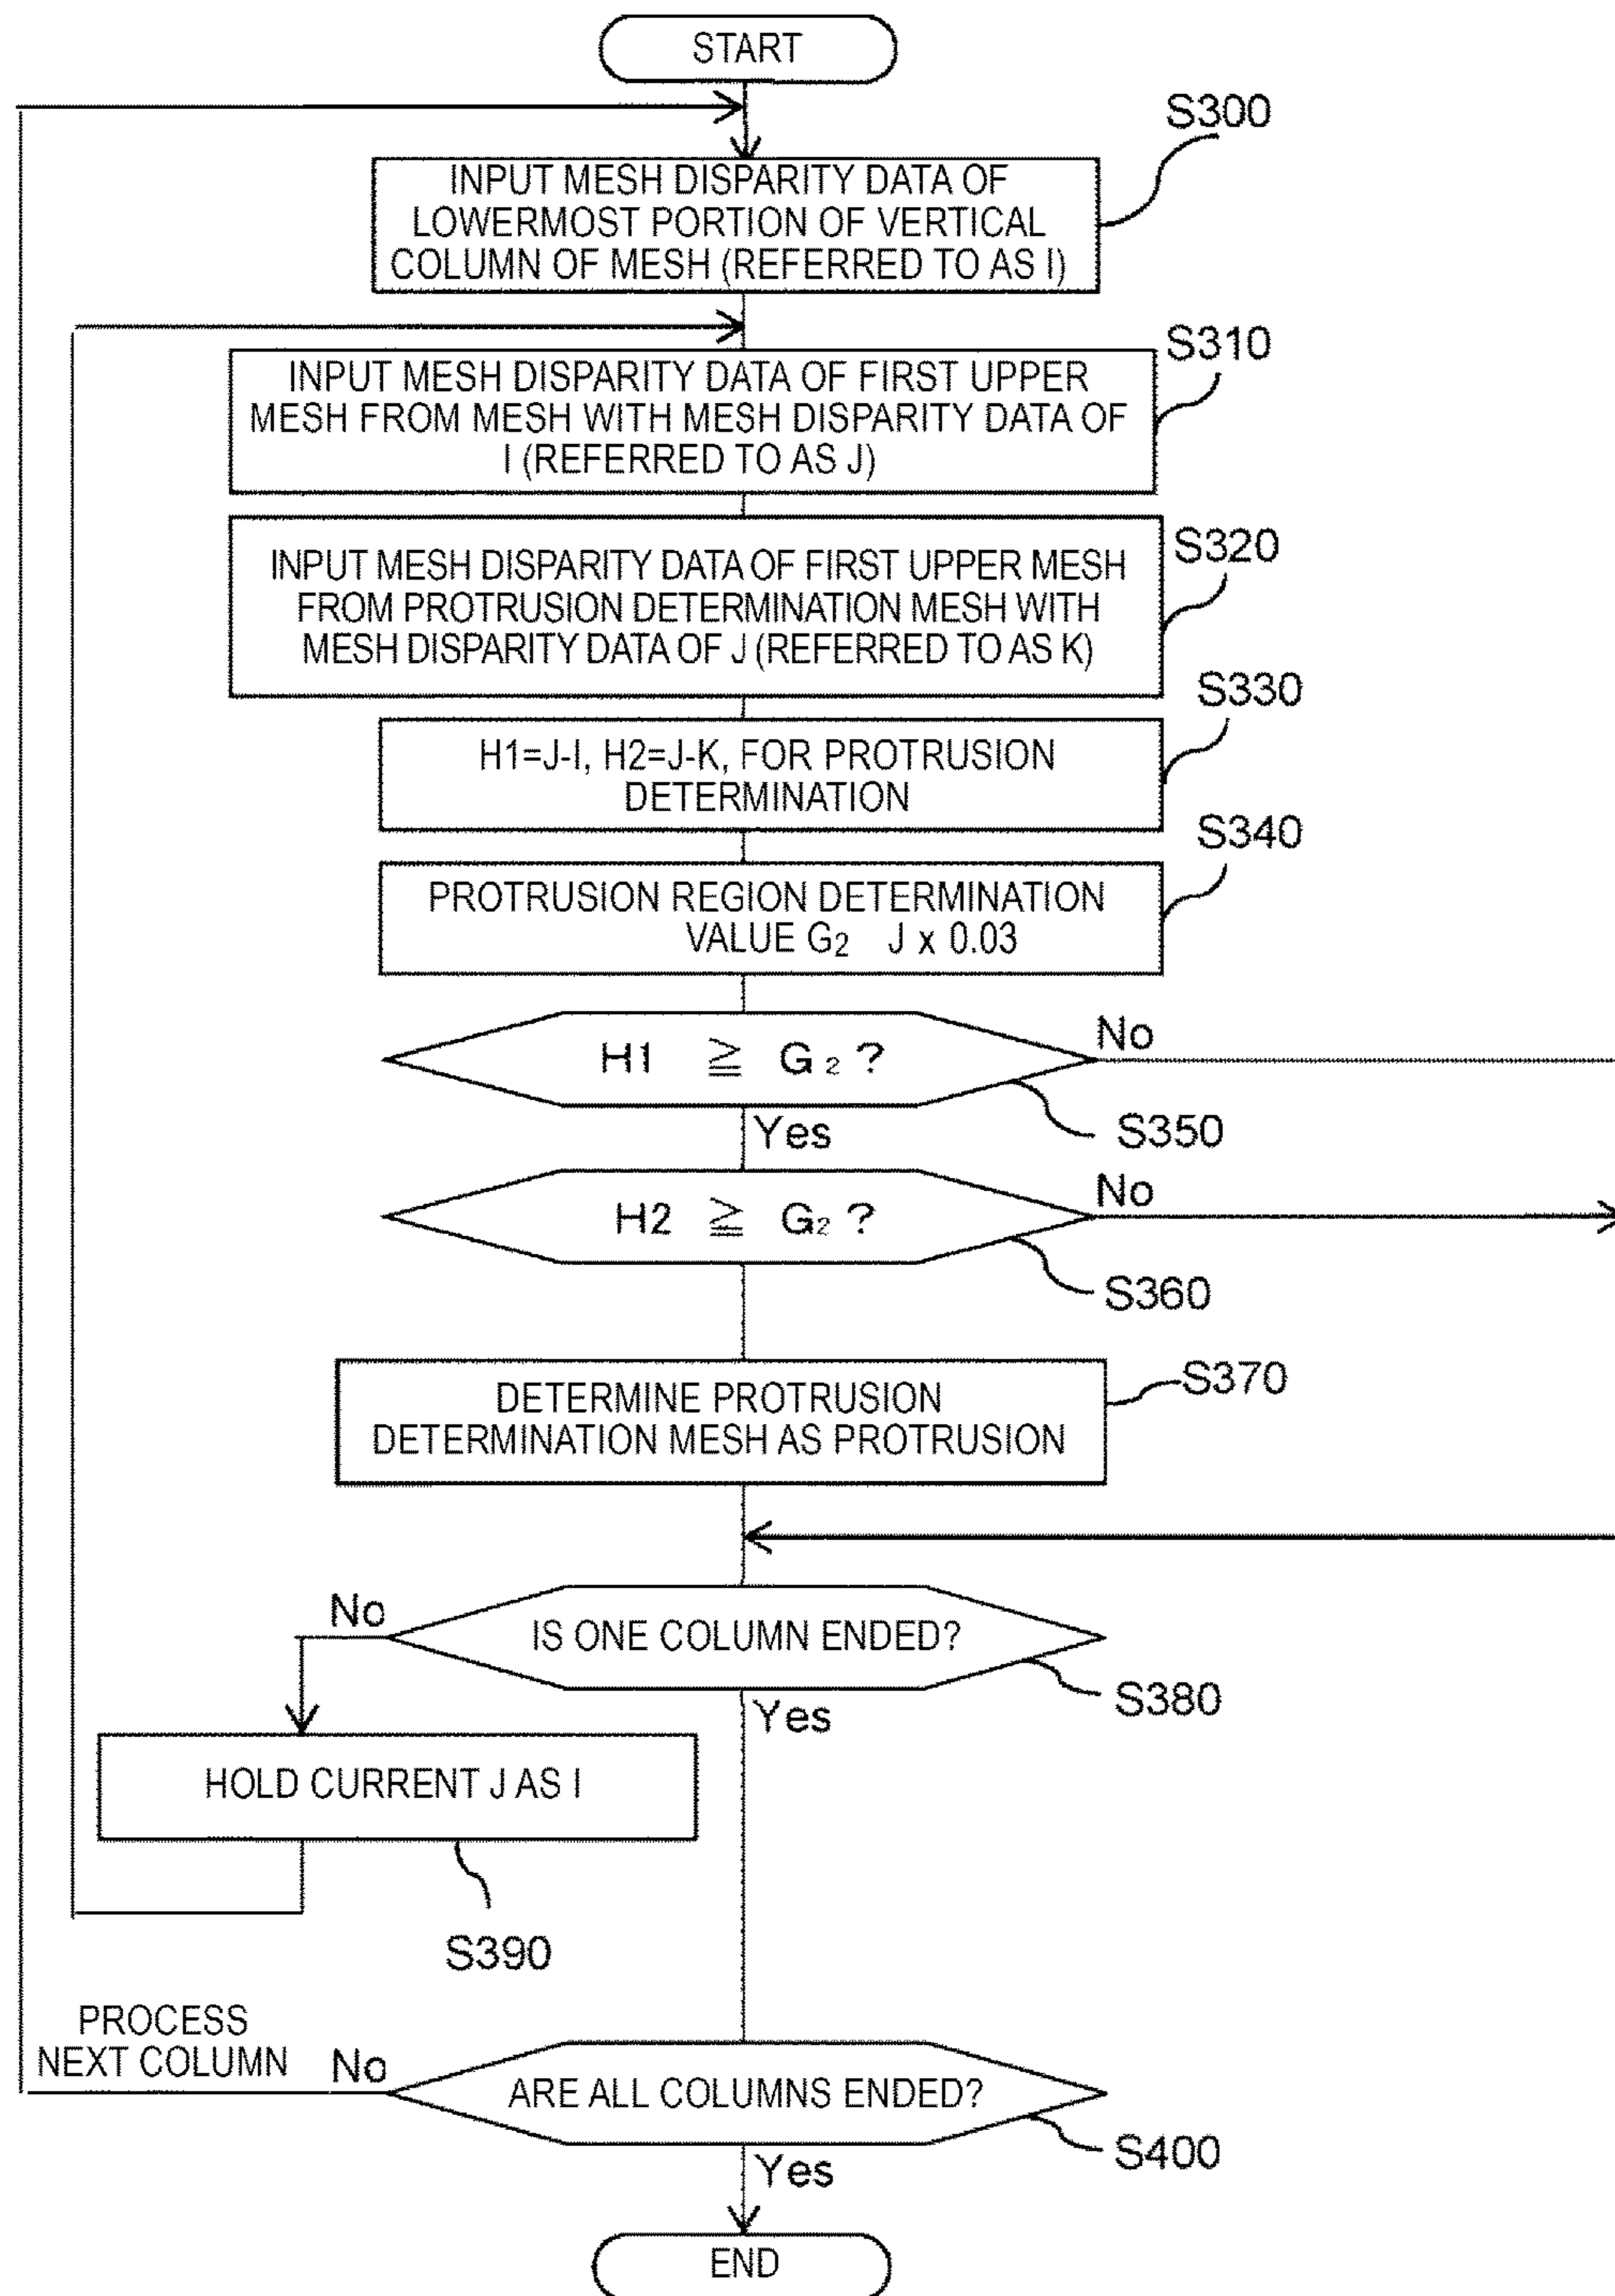 START
S300
INPUT MESH DISPARITY DATA OF
LOWERMOST PORTION OF VERTICAL
COLUMN OF MESH (REFERRED TO AS I)
S310
INPUT MESH DISPARITY DATA OF FIRST UPPER
MESH FROM MESH WITH MESH DISPARITY DATA OF
I (REFERRED TO AS J)
S320
INPUT MESH DISPARITY DATA OF FIRST UPPER MESH
FROM PROTRUSION DETERMINATION MESH WITH
MESH DISPARITY DATA OF J (REFERRED TO AS K)
S330
H1=J-I, H2=J-K, FOR PROTRUSION
DETERMINATION
S340
PROTRUSION REGION DETERMINATION
VALUE G2 J x 0.03
No
H1 ≧ G2 ?
S350
Yes
No
H2 ≧ G2 ?
S360
S370
DETERMINE PROTRUSION
DETERMINATION MESH AS PROTRUSION
No
IS ONE COLUMN ENDED?
S380
Yes
HOLD CURRENT J AS I
S390
PROCESS
NEXT COLUMN
No
ARE ALL COLUMNS ENDED?
S400
Yes
END